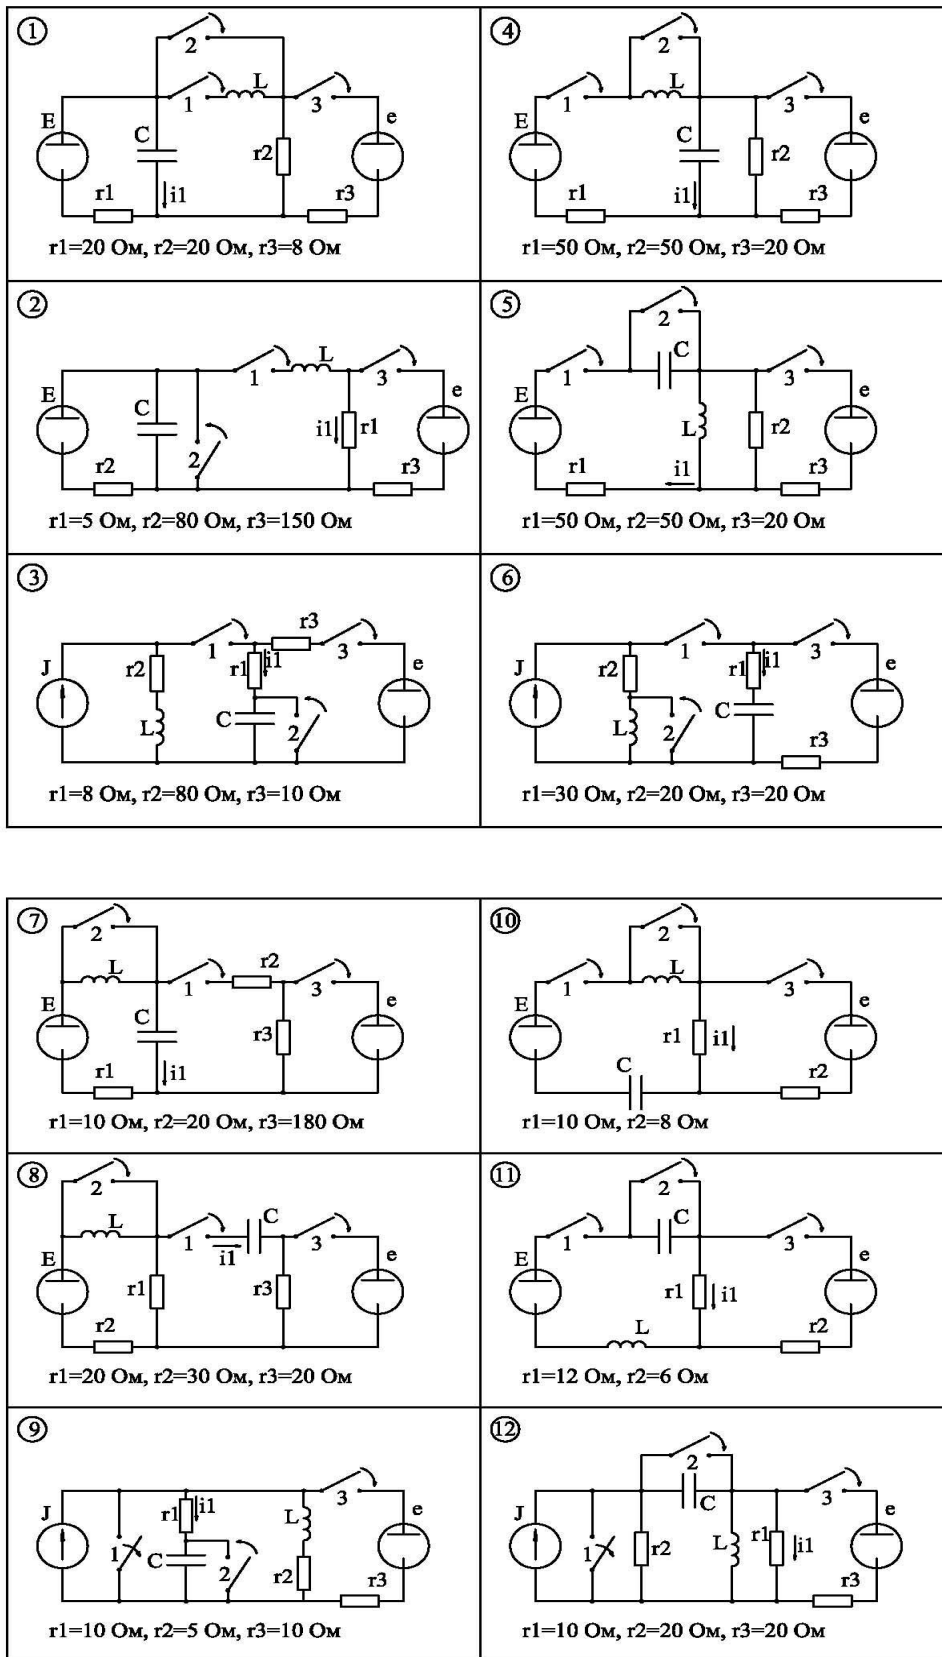 1
2
L
1
3
E
C
e
r2
r1
i1
r3
r1=20 Ом, r2=20 Ом, r3=8 Ом
4
2
L
1
3
E
C
e
r2
r1
i1
r3
r1=50 Ом, r2=50 Ом, r3=20 Ом
2
L
1
3
E
C
e
i1
r1
2
r2
r3
r1=5 Ом, r2=80 Ом, r3=150 Ом
5
2
C
1
3
E
e
L
r2
r1
i1
r3
r1=50 Ом, r2=50 Ом, r3=20 Ом
3
r3
1
3
J
r2
r1
i1
e
L
C
2
r1=8 Ом, r2=80 Ом, r3=10 Ом
6
1
3
J
r2
r1
i1
e
L
2
C
r3
r1=30 Ом, r2=20 Ом, r3=20 Ом
7
2
L
r2
1
3
E
C
e
r3
r1
i1
r1=10 Ом, r2=20 Ом, r3=180 Ом
10
2
L
1
3
E
e
r1
i1
C
r2
r1=10 Ом, r2=8 Ом
8
2
L
C
1
3
i1
E
e
r1
r3
r2
r1=20 Ом, r2=30 Ом, r3=20 Ом
11
2
C
1
3
E
e
r1
i1
L
r2
r1=12 Ом, r2=6 Ом
9
3
J
r1
i1
L
e
1
C
2
r2
r3
r1=10 Ом, r2=5 Ом, r3=10 Ом
12
2
C
3
J
e
1
r2
L
r1
i1
r3
r1=10 Ом, r2=20 Ом, r3=20 Ом